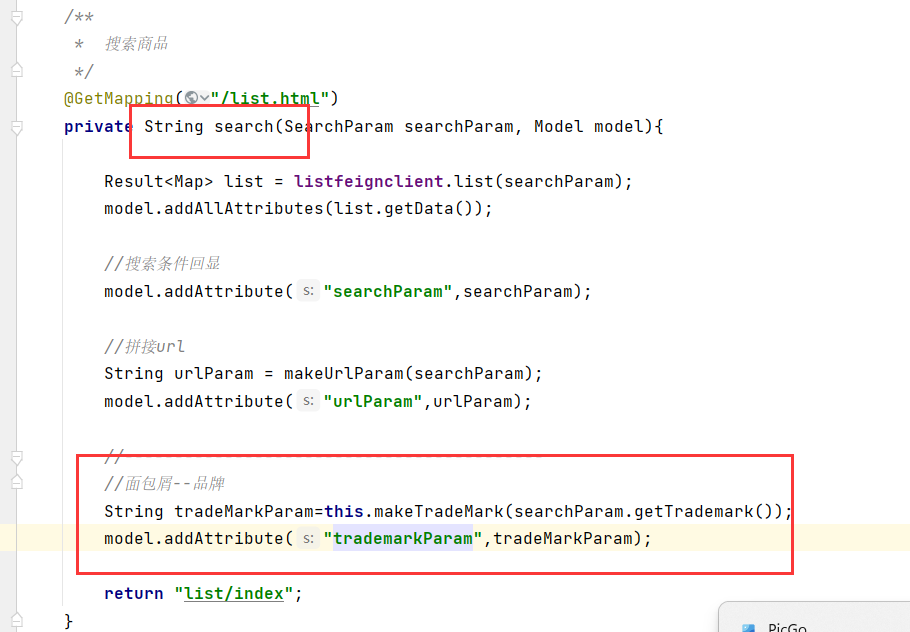 /**
* 搜索商品
*/
@GetMapping("/list.html")
private String search(SearchParam searchParam, Model model){
Result<Map> list = listfeignclient.list(searchParam);
model.addAllAttributes(list.getData());
//搜索条件回显
model.addAttribute( s: "searchParam",searchParam);
//拼接url
String urlParam = makeUrlParam(searchParam);
model.addAttribute( s: "urlParam",urlParam);
//
//面包屑--品牌
String tradeMarkParam=this.makeTradeMark(searchParam.getTrademark());
model.addAttribute( s: "trademarkParam",tradeMarkParam);
return "list/index";
}
PicGo